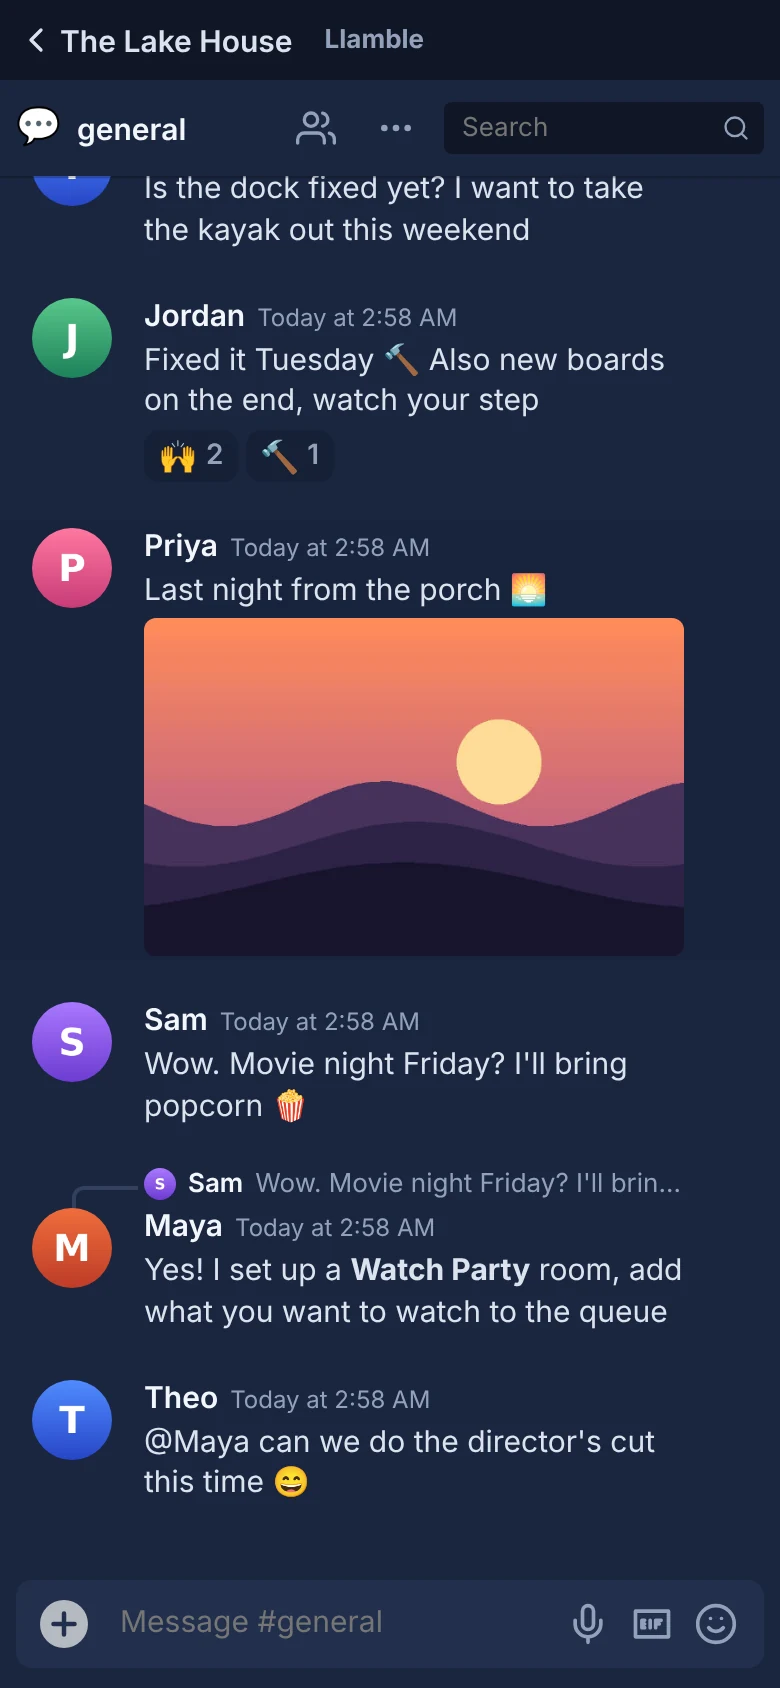 The Lake House Llamble
💬 general Search
Is the dock fixed yet? I want to take
the kayak out this weekend
J
Jordan Today at 2:58 AM
Fixed it Tuesday 🔨 Also new boards
on the end, watch your step
🙌 2 🔨 1
P
Priya Today at 2:58 AM
Last night from the porch 🌅
S
Sam Today at 2:58 AM
Wow. Movie night Friday? I'll bring
popcorn 🍿
S Sam Wow. Movie night Friday? I'll brin...
M
Maya Today at 2:58 AM
Yes! I set up a Watch Party room, add
what you want to watch to the queue
T
Theo Today at 2:58 AM
@Maya can we do the director's cut
this time 😄
Message #general GIF